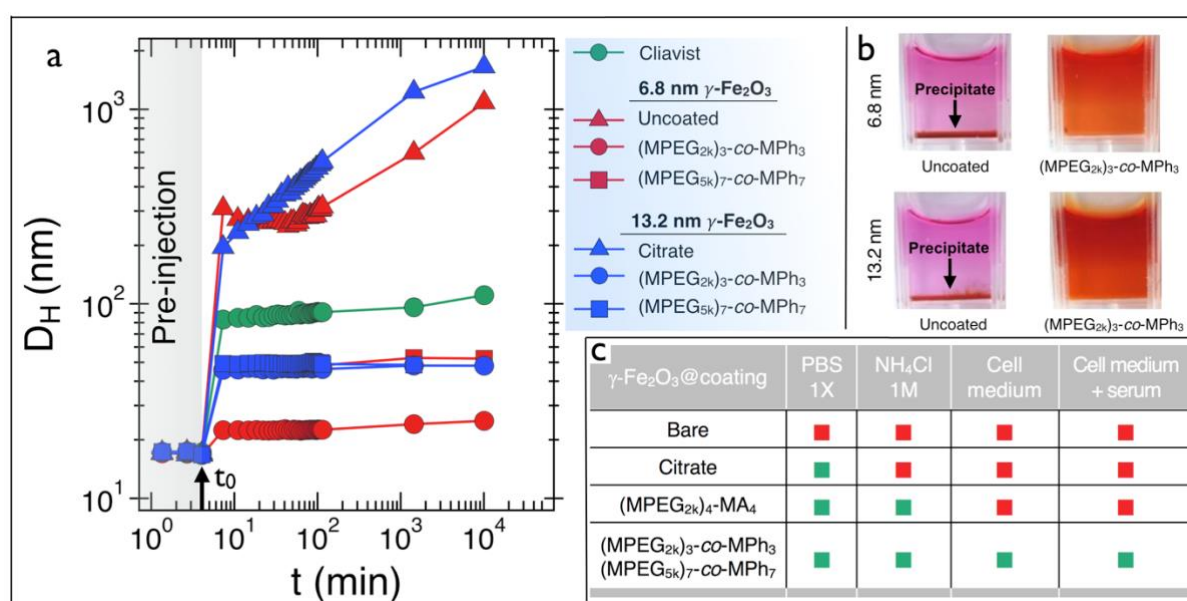 a
10³
10²
10¹
D_H (nm)
Pre-injection
t₀
10⁰ 10¹ 10² 10³ 10⁴
t (min)
Cliavist
6.8 nm γ-Fe₂O₃
Uncoated
(MPEG₂ₖ)₃-co-MPh₃
(MPEG₅ₖ)₇-co-MPh₇
13.2 nm γ-Fe₂O₃
Citrate
(MPEG₂ₖ)₃-co-MPh₃
(MPEG₅ₖ)₇-co-MPh₇
b
6.8 nm
Precipitate
Uncoated
(MPEG₂ₖ)₃-co-MPh₃
13.2 nm
Precipitate
Uncoated
(MPEG₂ₖ)₃-co-MPh₃
c
γ-Fe₂O₃@coating
PBS
1X
NH₄Cl
1M
Cell
medium
Cell medium
+ serum
Bare
Citrate
(MPEG₂ₖ)₄-MA₄
(MPEG₂ₖ)₃-co-MPh₃
(MPEG₅ₖ)₇-co-MPh₇